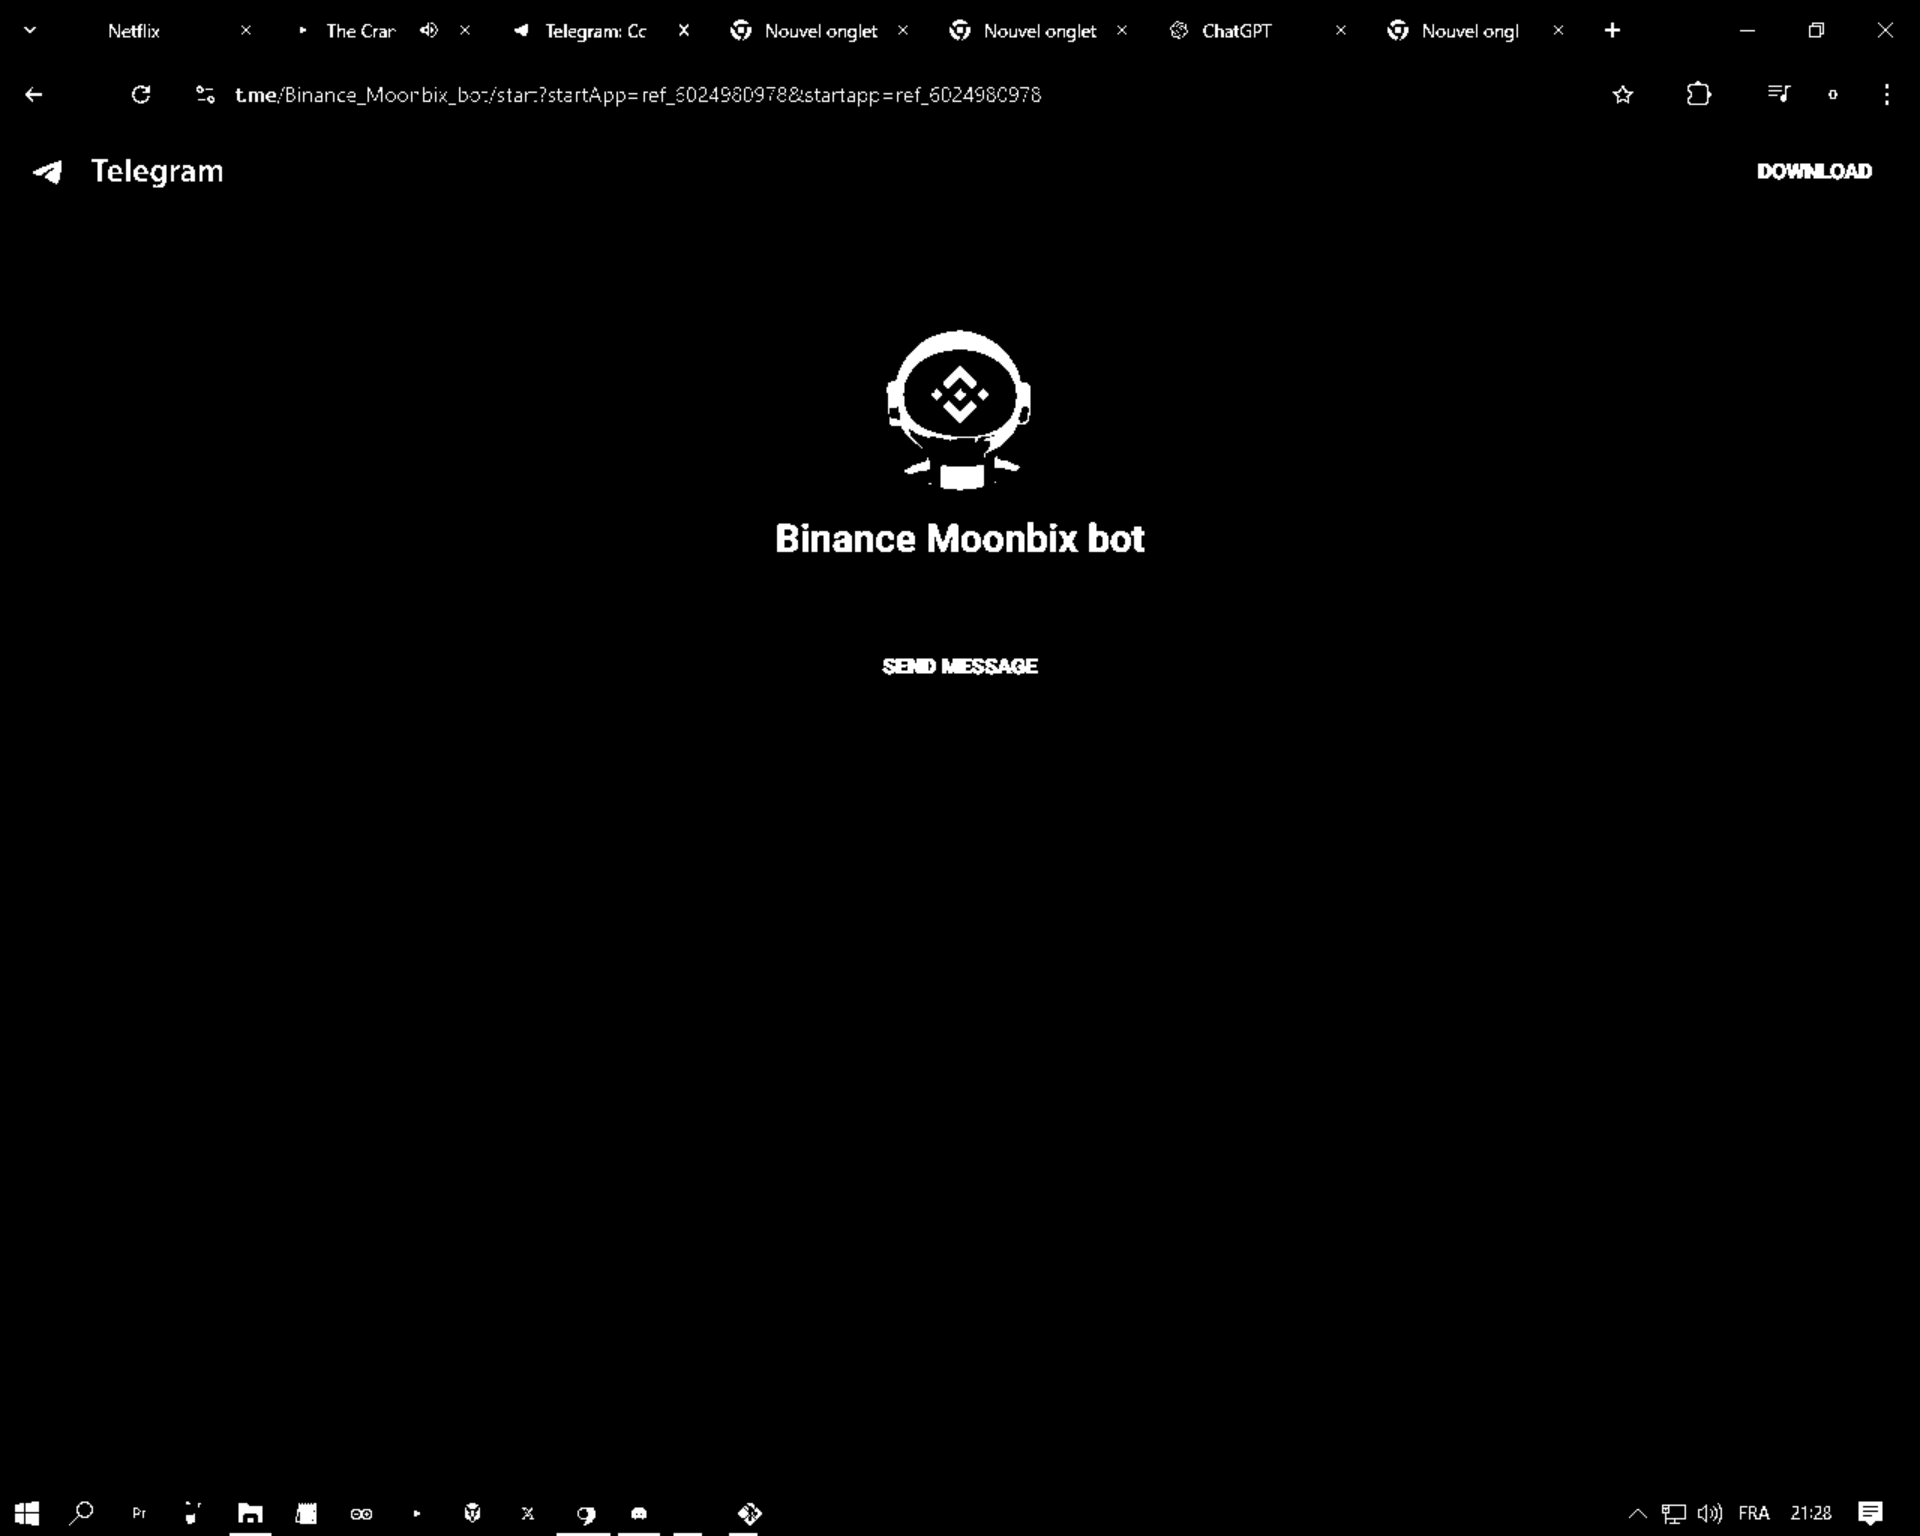 Netflix
The Crar
Telegram: Cc
Nouvel onglet
Nouvel onglet
ChatGPT
Nouvel ongl
t.me/Binance_Moonbix_bot/start?startApp=ref_6024980978&startapp=ref_6024980978
Telegram
DOWNLOAD
Binance Moonbix bot
SEND MESSAGE
Pr
FRA
21:28